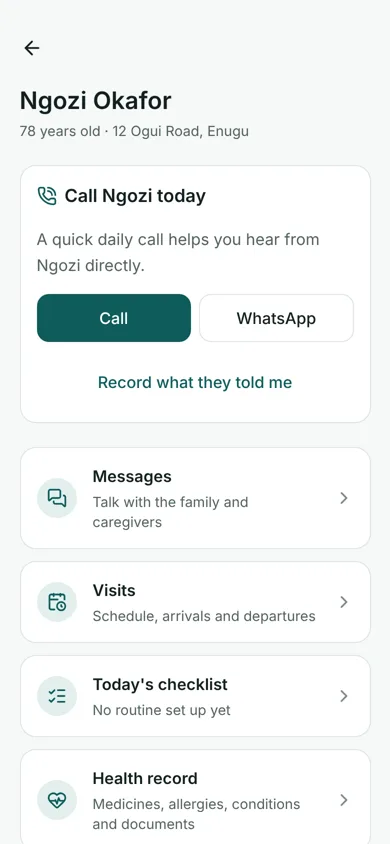 Ngozi Okafor
78 years old · 12 Ogui Road, Enugu
Call Ngozi today
A quick daily call helps you hear from
Ngozi directly.
Call
WhatsApp
Record what they told me
Messages
Talk with the family and
caregivers
Visits
Schedule, arrivals and departures
Today's checklist
No routine set up yet
Health record
Medicines, allergies, conditions
and documents